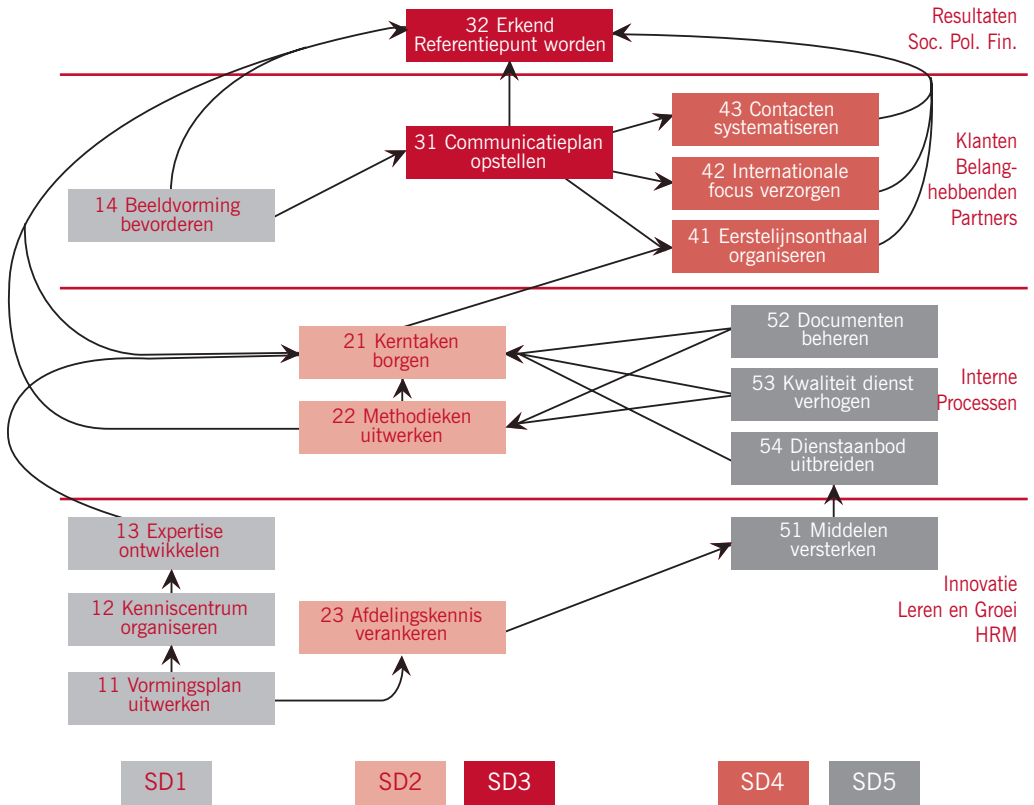 32 Erkend
Referentiepunt worden
Resultaten
Soc. Pol. Fin.
43 Contacten
systematiseren
31 Communicatieplan
opstellen
42 Internationale
focus verzorgen
14 Beeldvorming
bevorderen
41 Eerstelijnsonthaal
organiseren
Klanten
Belang-
hebbenden
Partners
21 Kerntaken
borgen
52 Documenten
beheren
22 Methodieken
uitwerken
53 Kwaliteit dienst
verhogen
54 Dienstaanbod
uitbreiden
Interne
Processen
13 Expertise
ontwikkelen
51 Middelen
versterken
12 Kenniscentrum
organiseren
23 Afdelingskennis
verankeren
11 Vormingsplan
uitwerken
Innovatie
Leren en Groei
HRM
SD1
SD2
SD3
SD4
SD5